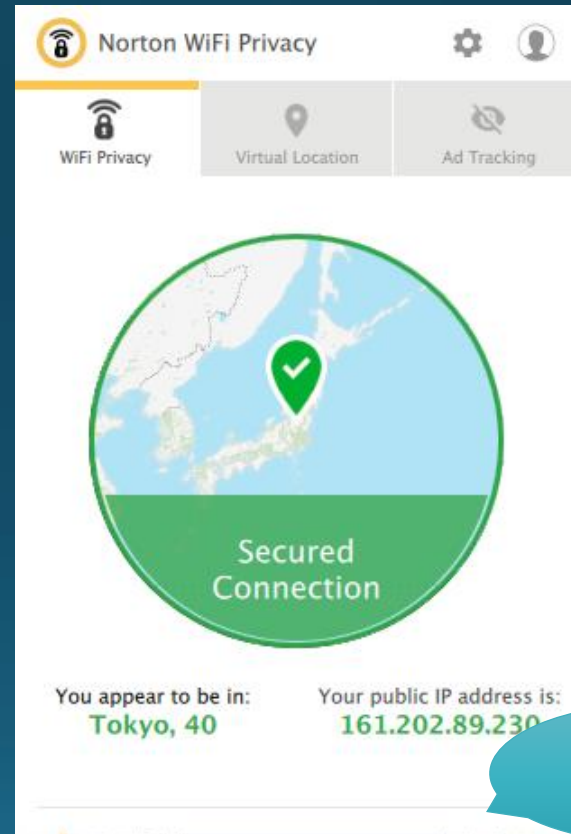 Norton WiFi Privacy
WiFi Privacy
Virtual Location
Ad Tracking
Secured
Connection
You appear to be in:
Your public IP address is:
Tokyo, 40
161.202.89.230